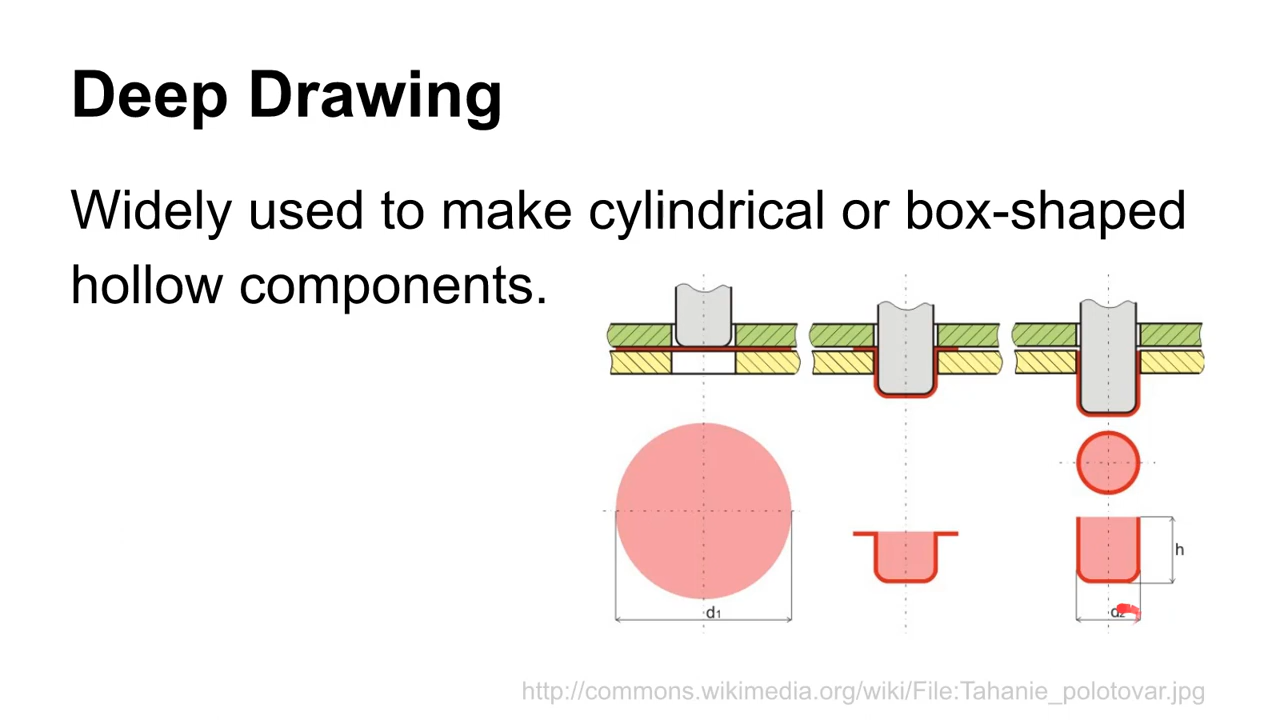 Deep Drawing
Widely used to make cylindrical or box-shaped
hollow components.
h
d1
d2
http://commons.wikimedia.org/wiki/File:Tahanie_polotovar.jpg